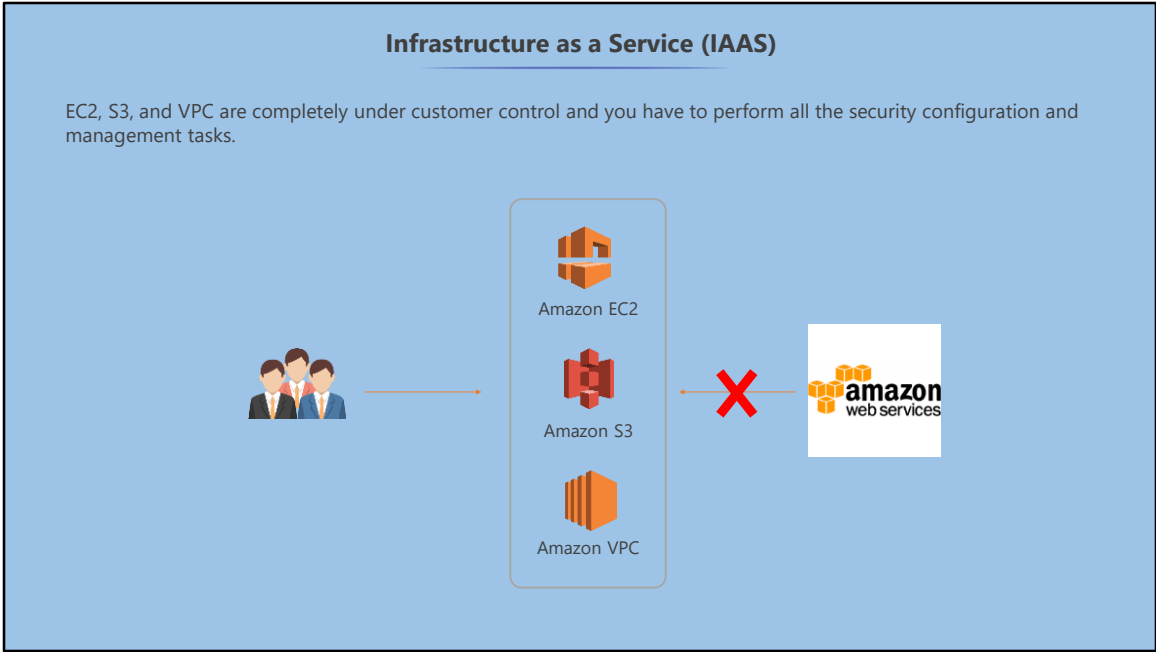 Infrastructure as a Service (IAAS)
EC2, S3, and VPC are completely under customer control and you have to perform all the security configuration and
management tasks.
Amazon EC2
Amazon S3
Amazon VPC
amazon
web services